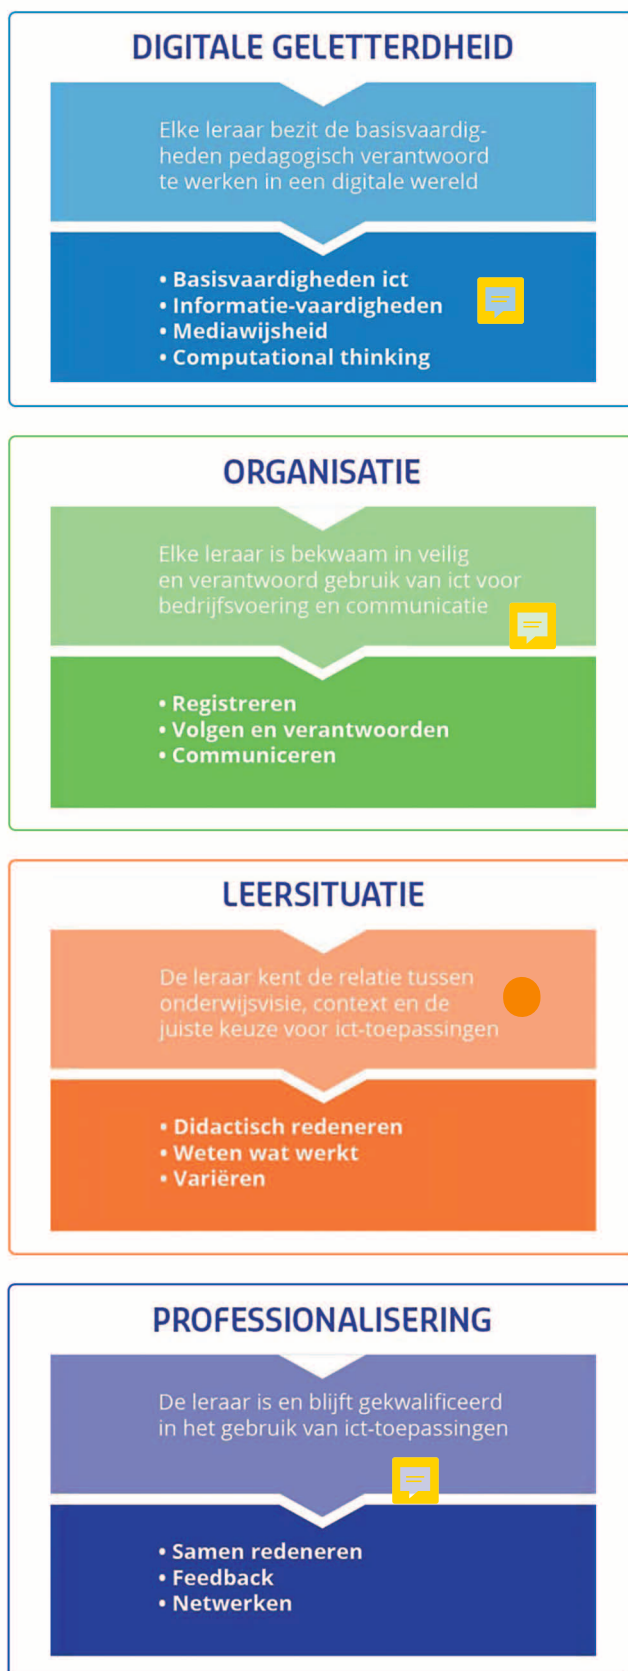 DIGITALE GELETTERDHEID
Elke leraar bezit de basisvaardig-
heden pedagogisch verantwoord
te werken in een digitale wereld
• Basisvaardigheden ict
• Informatie-vaardigheden
• Mediawijsheid
• Computational thinking
ORGANISATIE
Elke leraar is bekwaam in veilig
en verantwoord gebruik van ict voor
bedrijfsvoering en communicatie
• Registreren
• Volgen en verantwoorden
• Communiceren
LEERSITUATIE
De leraar kent de relatie tussen
onderwijsvisie, context en de
juiste keuze voor ict-toepassingen
• Didactisch redeneren
• Weten wat werkt
• Variëren
PROFESSIONALISERING
De leraar is en blijft gekwalificeerd
in het gebruik van ict-toepassingen
• Samen redeneren
• Feedback
• Netwerken